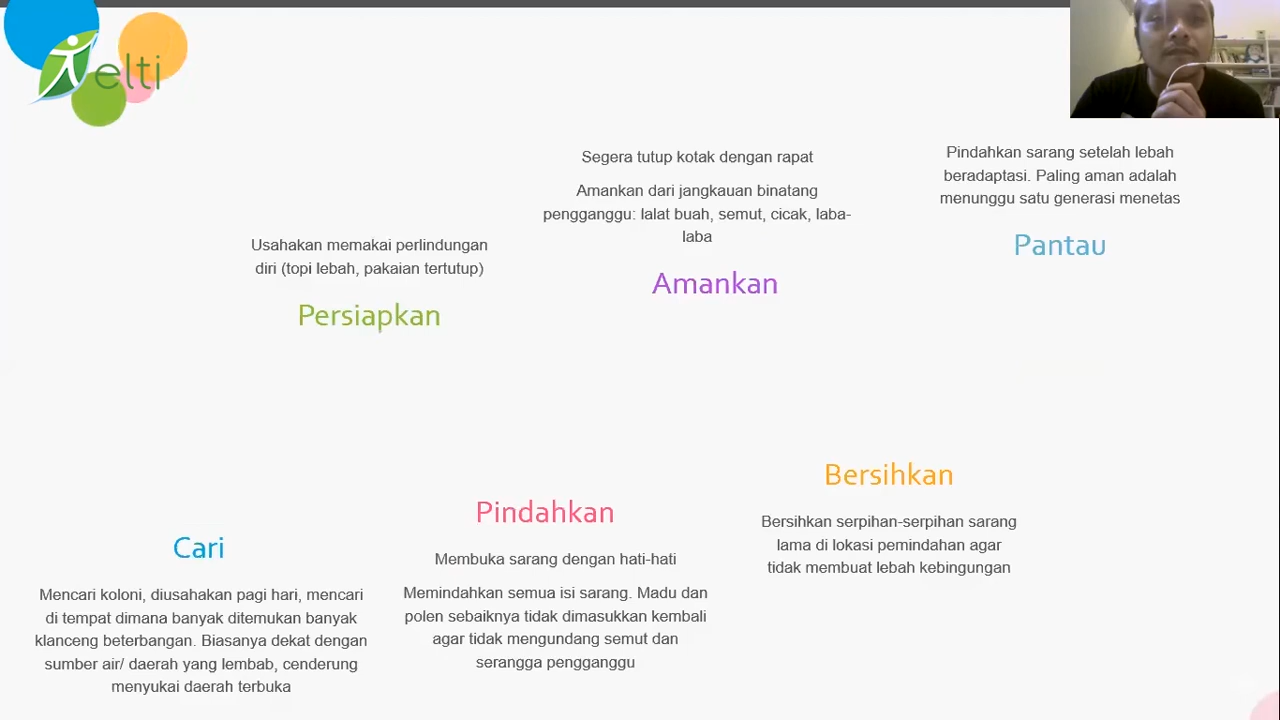 elti
Segera tutup kotak dengan rapat
Amankan dari jangkauan binatang
pengganggu: lalat buah, semut, cicak, laba-
laba
Amankan
Pindahkan sarang setelah lebah
beradaptasi. Paling aman adalah
menunggu satu generasi menetas
Pantau
Usahakan memakai perlindungan
diri (topi lebah, pakaian tertutup)
Persiapkan
Cari
Mencari koloni, diusahakan pagi hari, mencari
di tempat dimana banyak ditemukan banyak
klanceng beterbangan. Biasanya dekat dengan
sumber air/ daerah yang lembab, cenderung
menyukai daerah terbuka
Pindahkan
Membuka sarang dengan hati-hati
Memindahkan semua isi sarang. Madu dan
polen sebaiknya tidak dimasukkan kembali
agar tidak mengundang semut dan
serangga pengganggu
Bersihkan
Bersihkan serpihan-serpihan sarang
lama di lokasi pemindahan agar
tidak membuat lebah kebingungan